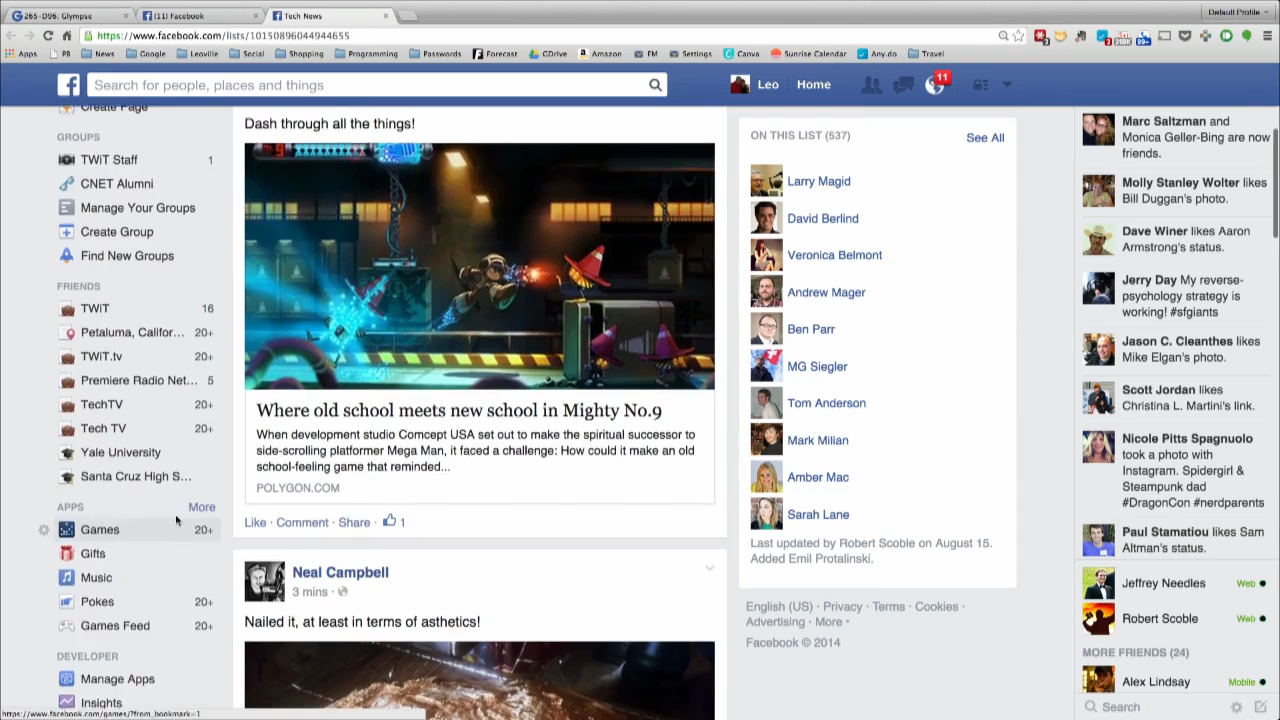 265-D96: Glympse
(11) Facebook
Tech News
Default Profile
https://www.facebook.com/lists/10150896044944655
Apps
PB
News
Google
Leoville
Social
Shopping
Programming
Passwords
Forecast
GDrive
Amazon
FM
Settings
Canva
Sunrise Calendar
Any.do
Travel
Search for people, places and things
Leo
Home
11
Create Page
GROUPS
TWiT Staff 1
CNET Alumni
Manage Your Groups
Create Group
Find New Groups
FRIENDS
TWiT 16
Petaluma, Califor... 20+
TWiT.tv 20+
Premiere Radio Net... 5
TechTV 20+
Tech TV 20+
Yale University
Santa Cruz High S...
APPS More
Games 20+
Gifts
Music
Pokes 20+
Games Feed 20+
DEVELOPER
Manage Apps
Insights
https://www.facebook.com/games/?from_bookmark=1
Dash through all the things!
Where old school meets new school in Mighty No.9
When development studio Comcept USA set out to make the spiritual successor to
side-scrolling platformer Mega Man, it faced a challenge: How could it make an old
school-feeling game that reminded...
POLYGON.COM
Like · Comment · Share · 1
Neal Campbell
3 mins ·
Nailed it, at least in terms of asthetics!
ON THIS LIST (537) See All
Larry Magid
David Berlind
Veronica Belmont
Andrew Mager
Ben Parr
MG Siegler
Tom Anderson
Mark Milian
Amber Mac
Sarah Lane
Last updated by Robert Scoble on August 15.
Added Emil Protalinski.
English (US) · Privacy · Terms · Cookies ·
Advertising · More
Facebook © 2014
Marc Saltzman and
Monica Geller-Bing are now
friends.
Molly Stanley Wolter likes
Bill Duggan's photo.
Dave Winer likes Aaron
Armstrong's status.
Jerry Day My reverse-
psychology strategy is
working! #sfgiants
Jason C. Cleanthes likes
Mike Elgan's photo.
Scott Jordan likes
Christina L. Martini's link.
Nicole Pitts Spagnuolo
took a photo with
Instagram. Spidergirl &
Steampunk dad
#DragonCon #nerdparents
Paul Stamatiou likes Sam
Altman's status.
Jeffrey Needles Web
Robert Scoble Web
MORE FRIENDS (24)
Alex Lindsay Mobile
Search